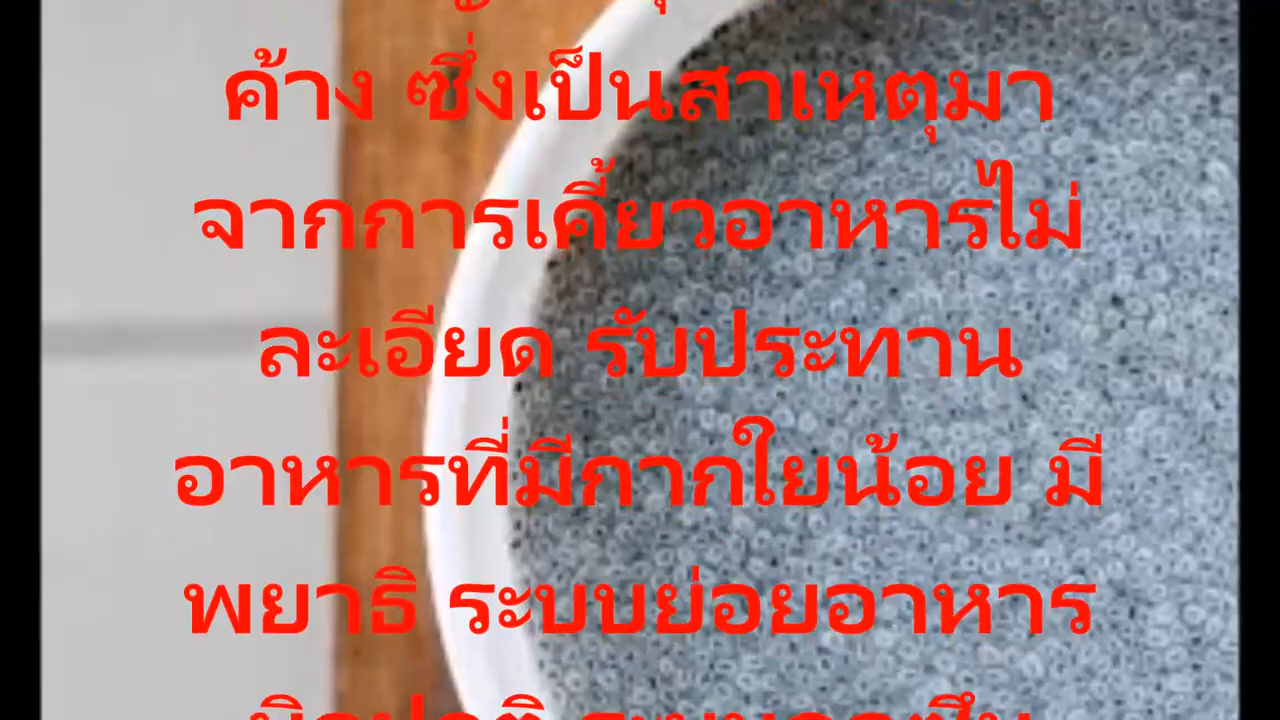 ค้าง ซึ่งเป็นสาเหตุมา
จากการเคี้ยวอาหารไม่
ละเอียด รับประทาน
อาหารที่มีกากใยน้อย มี
พยาธิ ระบบย่อยอาหาร